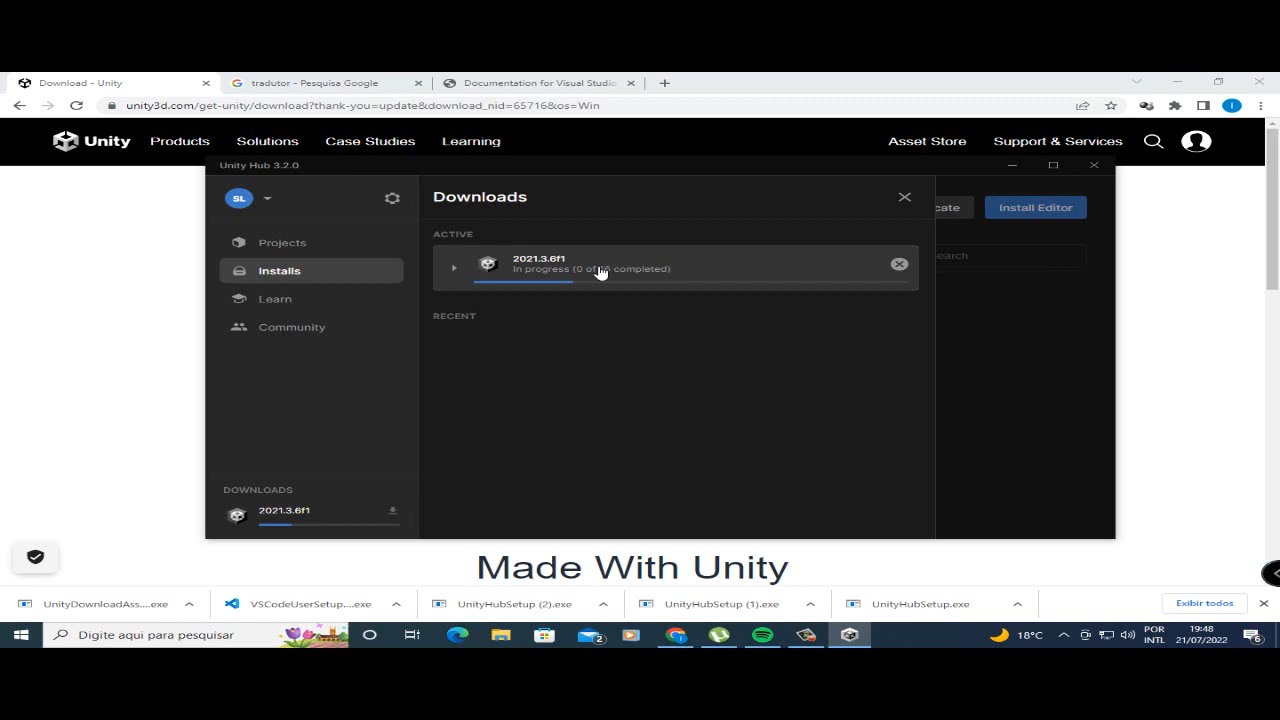 Download - Unity
tradutor - Pesquisa Google
Documentation for Visual Studio
unity3d.com/get-unity/download?thank-you=update&download_nid=65716&os=Win
I
Unity
Products
Solutions
Case Studies
Learning
Asset Store
Support & Services
Unity Hub 3.2.0
SL
Downloads
cate
Install Editor
ACTIVE
Projects
2021.3.6f1
In progress (0 of 16 completed)
earch
Installs
Learn
RECENT
Community
DOWNLOADS
2021.3.6f1
Made With Unity
UnityDownloadAss....exe
VSCodeUserSetup....exe
UnityHubSetup (2).exe
UnityHubSetup (1).exe
UnityHubSetup.exe
Exibir todos
Digite aqui para pesquisar
2
18°C
POR
INTL
19:48
21/07/2022
6